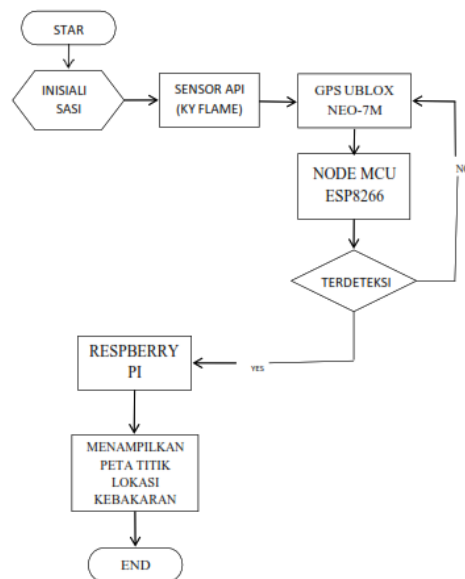 STAR
INISIALI
SASI
SENSOR API
(KY FLAME)
GPS UBLOX
NEO-7M
NODE MCU
ESP8266
NO
TERDETEKSI
YES
RESPBERRY
PI
MENAMPILKAN
PETA TITIK
LOKASI
KEBAKARAN
END